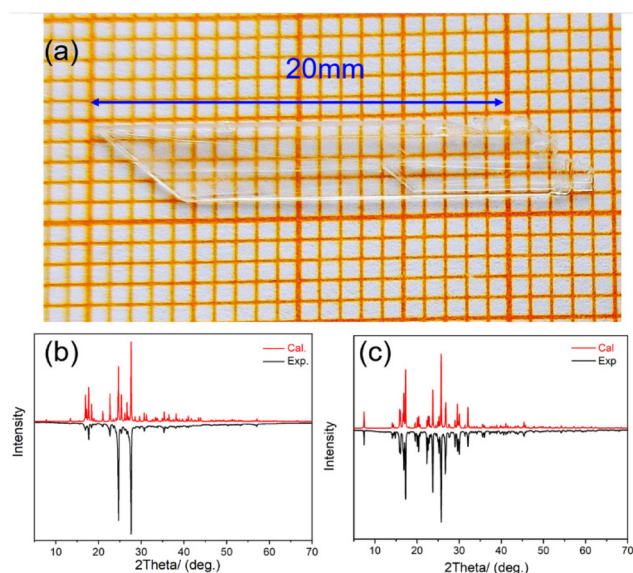 (a)
20mm
(b)
Cal.
Exp.
Intensity
10 20 30 40 50 60 70
2Theta/ (deg.)
(c)
Cal
Exp
Intensity
10 20 30 40 50 60 70
2Theta/ (deg.)